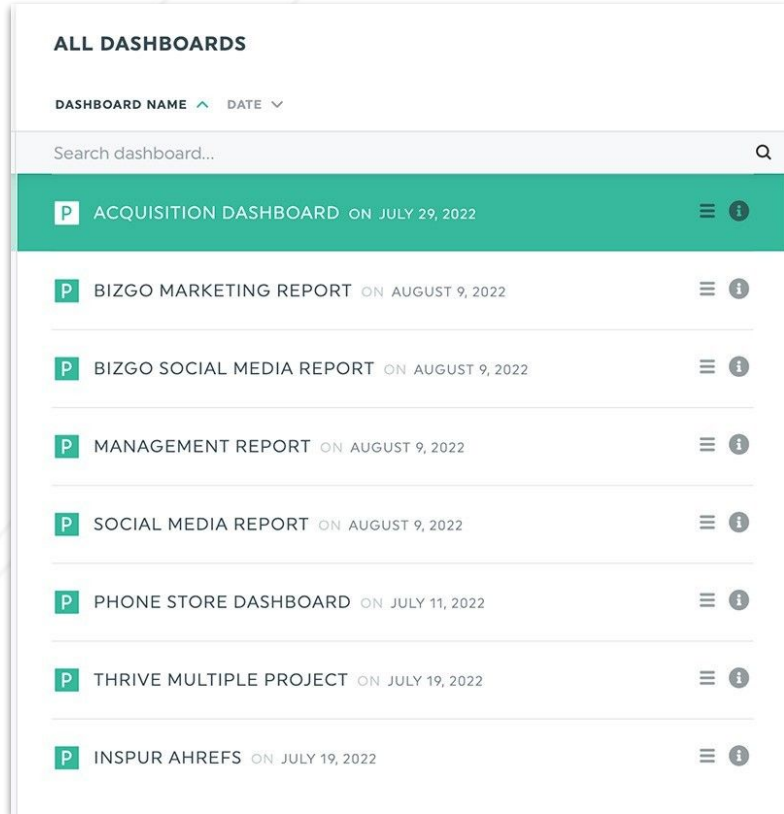 ALL DASHBOARDS
DASHBOARD NAME DATE
Search dashboard...
P ACQUISITION DASHBOARD ON JULY 29, 2022
P BIZGO MARKETING REPORT ON AUGUST 9, 2022
P BIZGO SOCIAL MEDIA REPORT ON AUGUST 9, 2022
P MANAGEMENT REPORT ON AUGUST 9, 2022
P SOCIAL MEDIA REPORT ON AUGUST 9, 2022
P PHONE STORE DASHBOARD ON JULY 11, 2022
P THRIVE MULTIPLE PROJECT ON JULY 19, 2022
P INSPUR AHREFS ON JULY 19, 2022